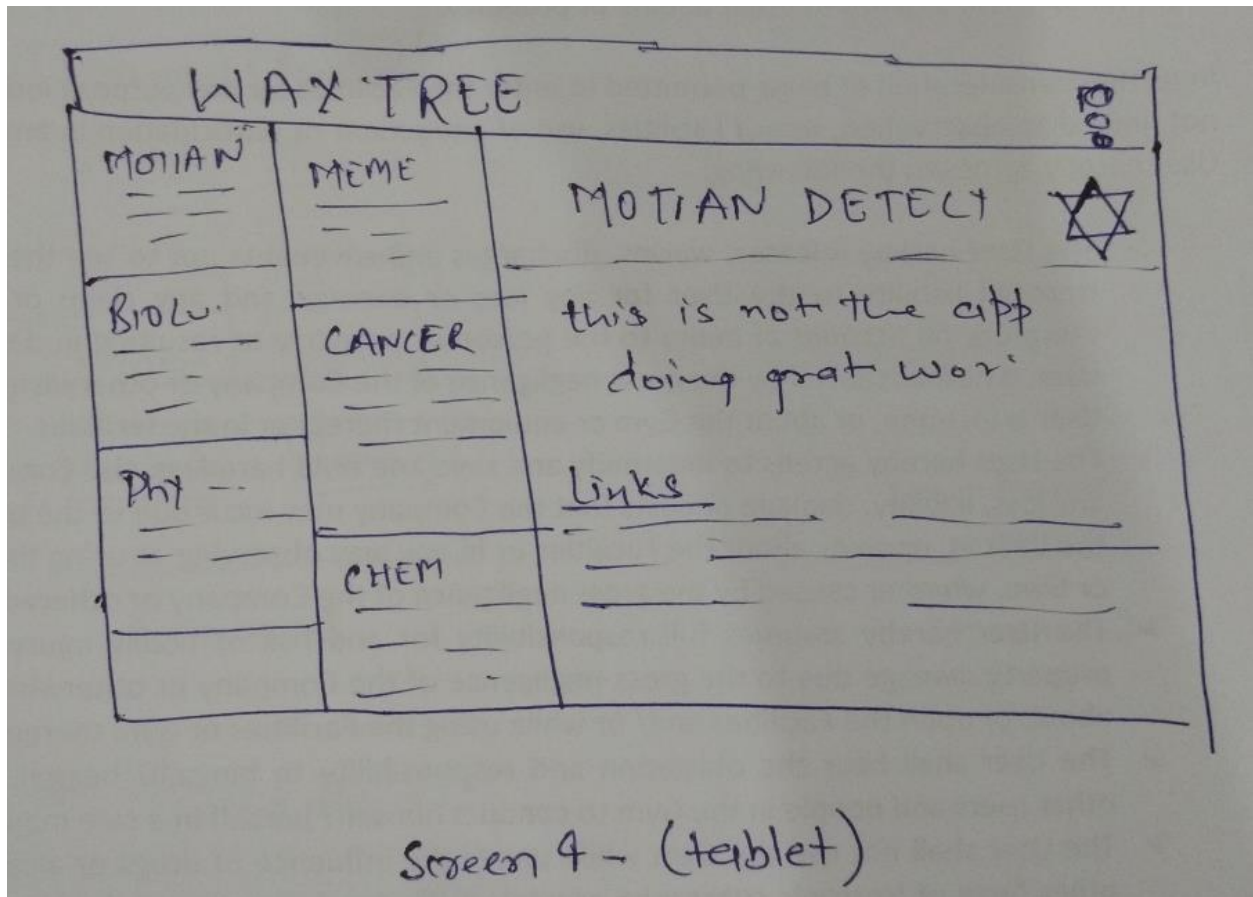 WAX TREE
MOTIAN
BIOLU.
PHY
MEME
CANCER
CHEM
MOTIAN DETELY
this is not the app
doing grat wor
Links
Screen 4 - (tablet)